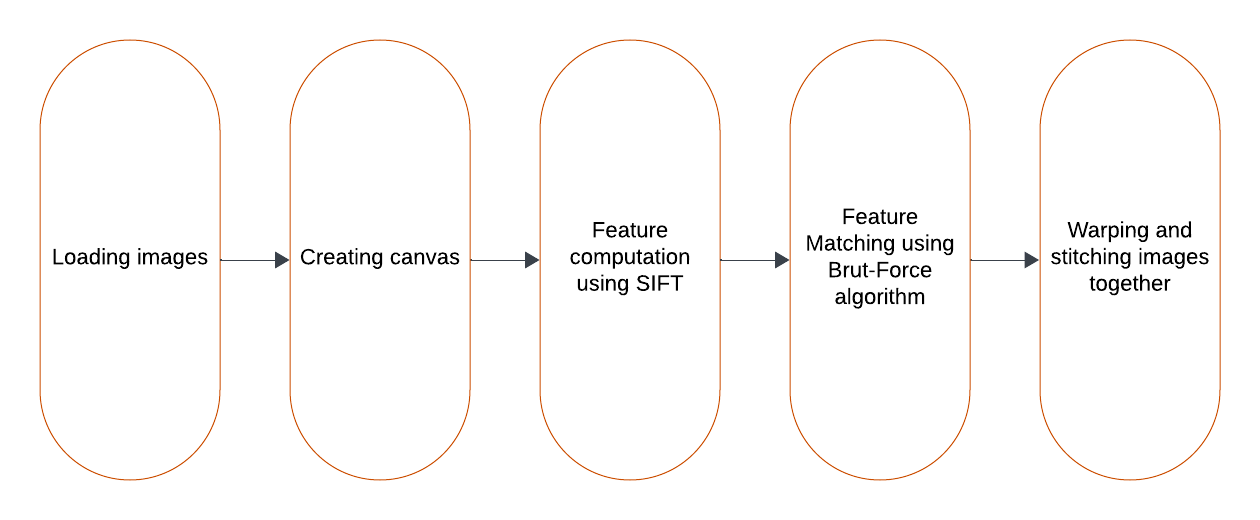 Loading images
Creating canvas
Feature
computation
using SIFT
Feature
Matching using
Brut-Force
algorithm
Warping and
stitching images
together